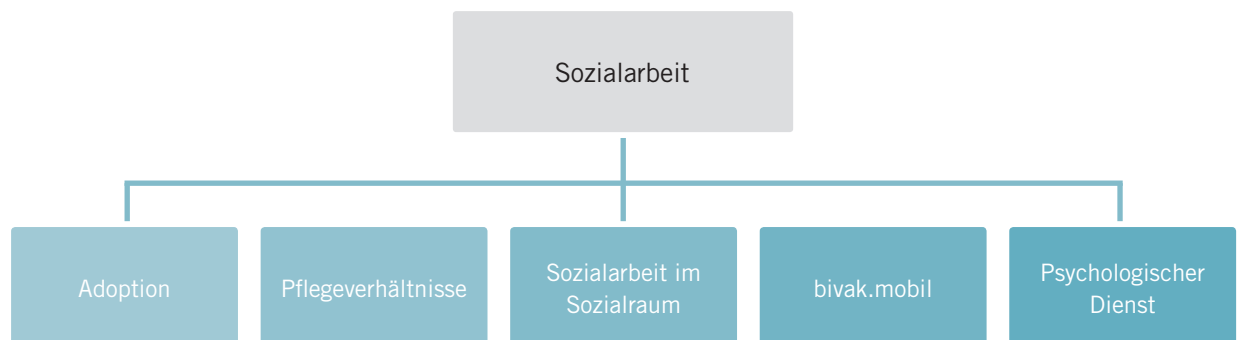 Sozialarbeit
Adoption
Pflegeverhältnisse
Sozialarbeit im
Sozialraum
bivak.mobil
Psychologischer
Dienst